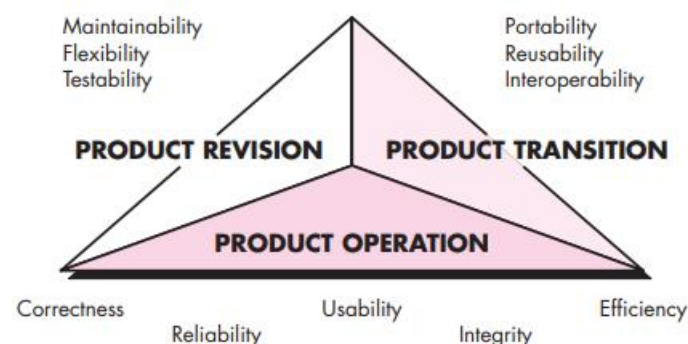 Maintainability
Flexibility
Testability
Portability
Reusability
Interoperability
PRODUCT REVISION
PRODUCT TRANSITION
PRODUCT OPERATION
Correctness
Usability
Efficiency
Reliability
Integrity